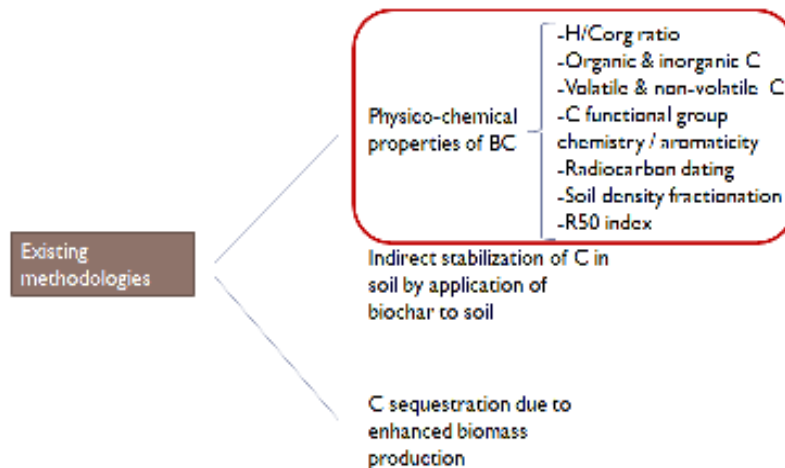 Existing
methodologies
Physico-chemical
properties of BC
-H/Corg ratio
-Organic & inorganic C
-Volatile & non-volatile C
-C functional group
chemistry / aromaticity
-Radiocarbon dating
-Soil density fractionation
-R50 index
Indirect stabilization of C in
soil by application of
biochar to soil
C sequestration due to
enhanced biomass
production